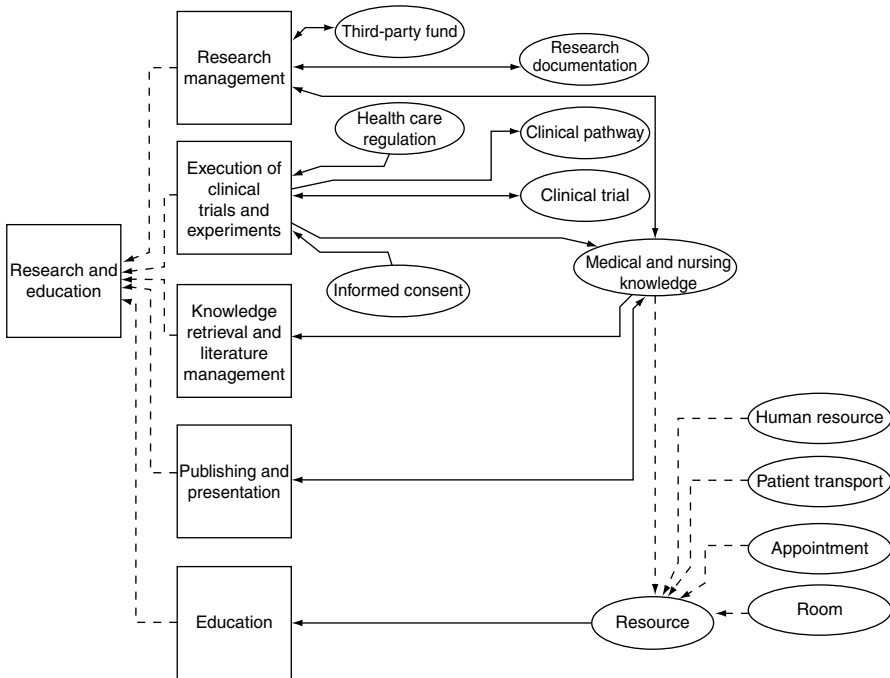 Research
management
Third-party fund
Research
documentation
Health care
regulation
Clinical pathway
Execution of
clinical
trials and
experiments
Clinical trial
Research and
education
Informed consent
Medical and nursing
knowledge
Knowledge
retrieval and
literature
management
Human resource
Publishing and
presentation
Patient transport
Appointment
Education
Resource
Room